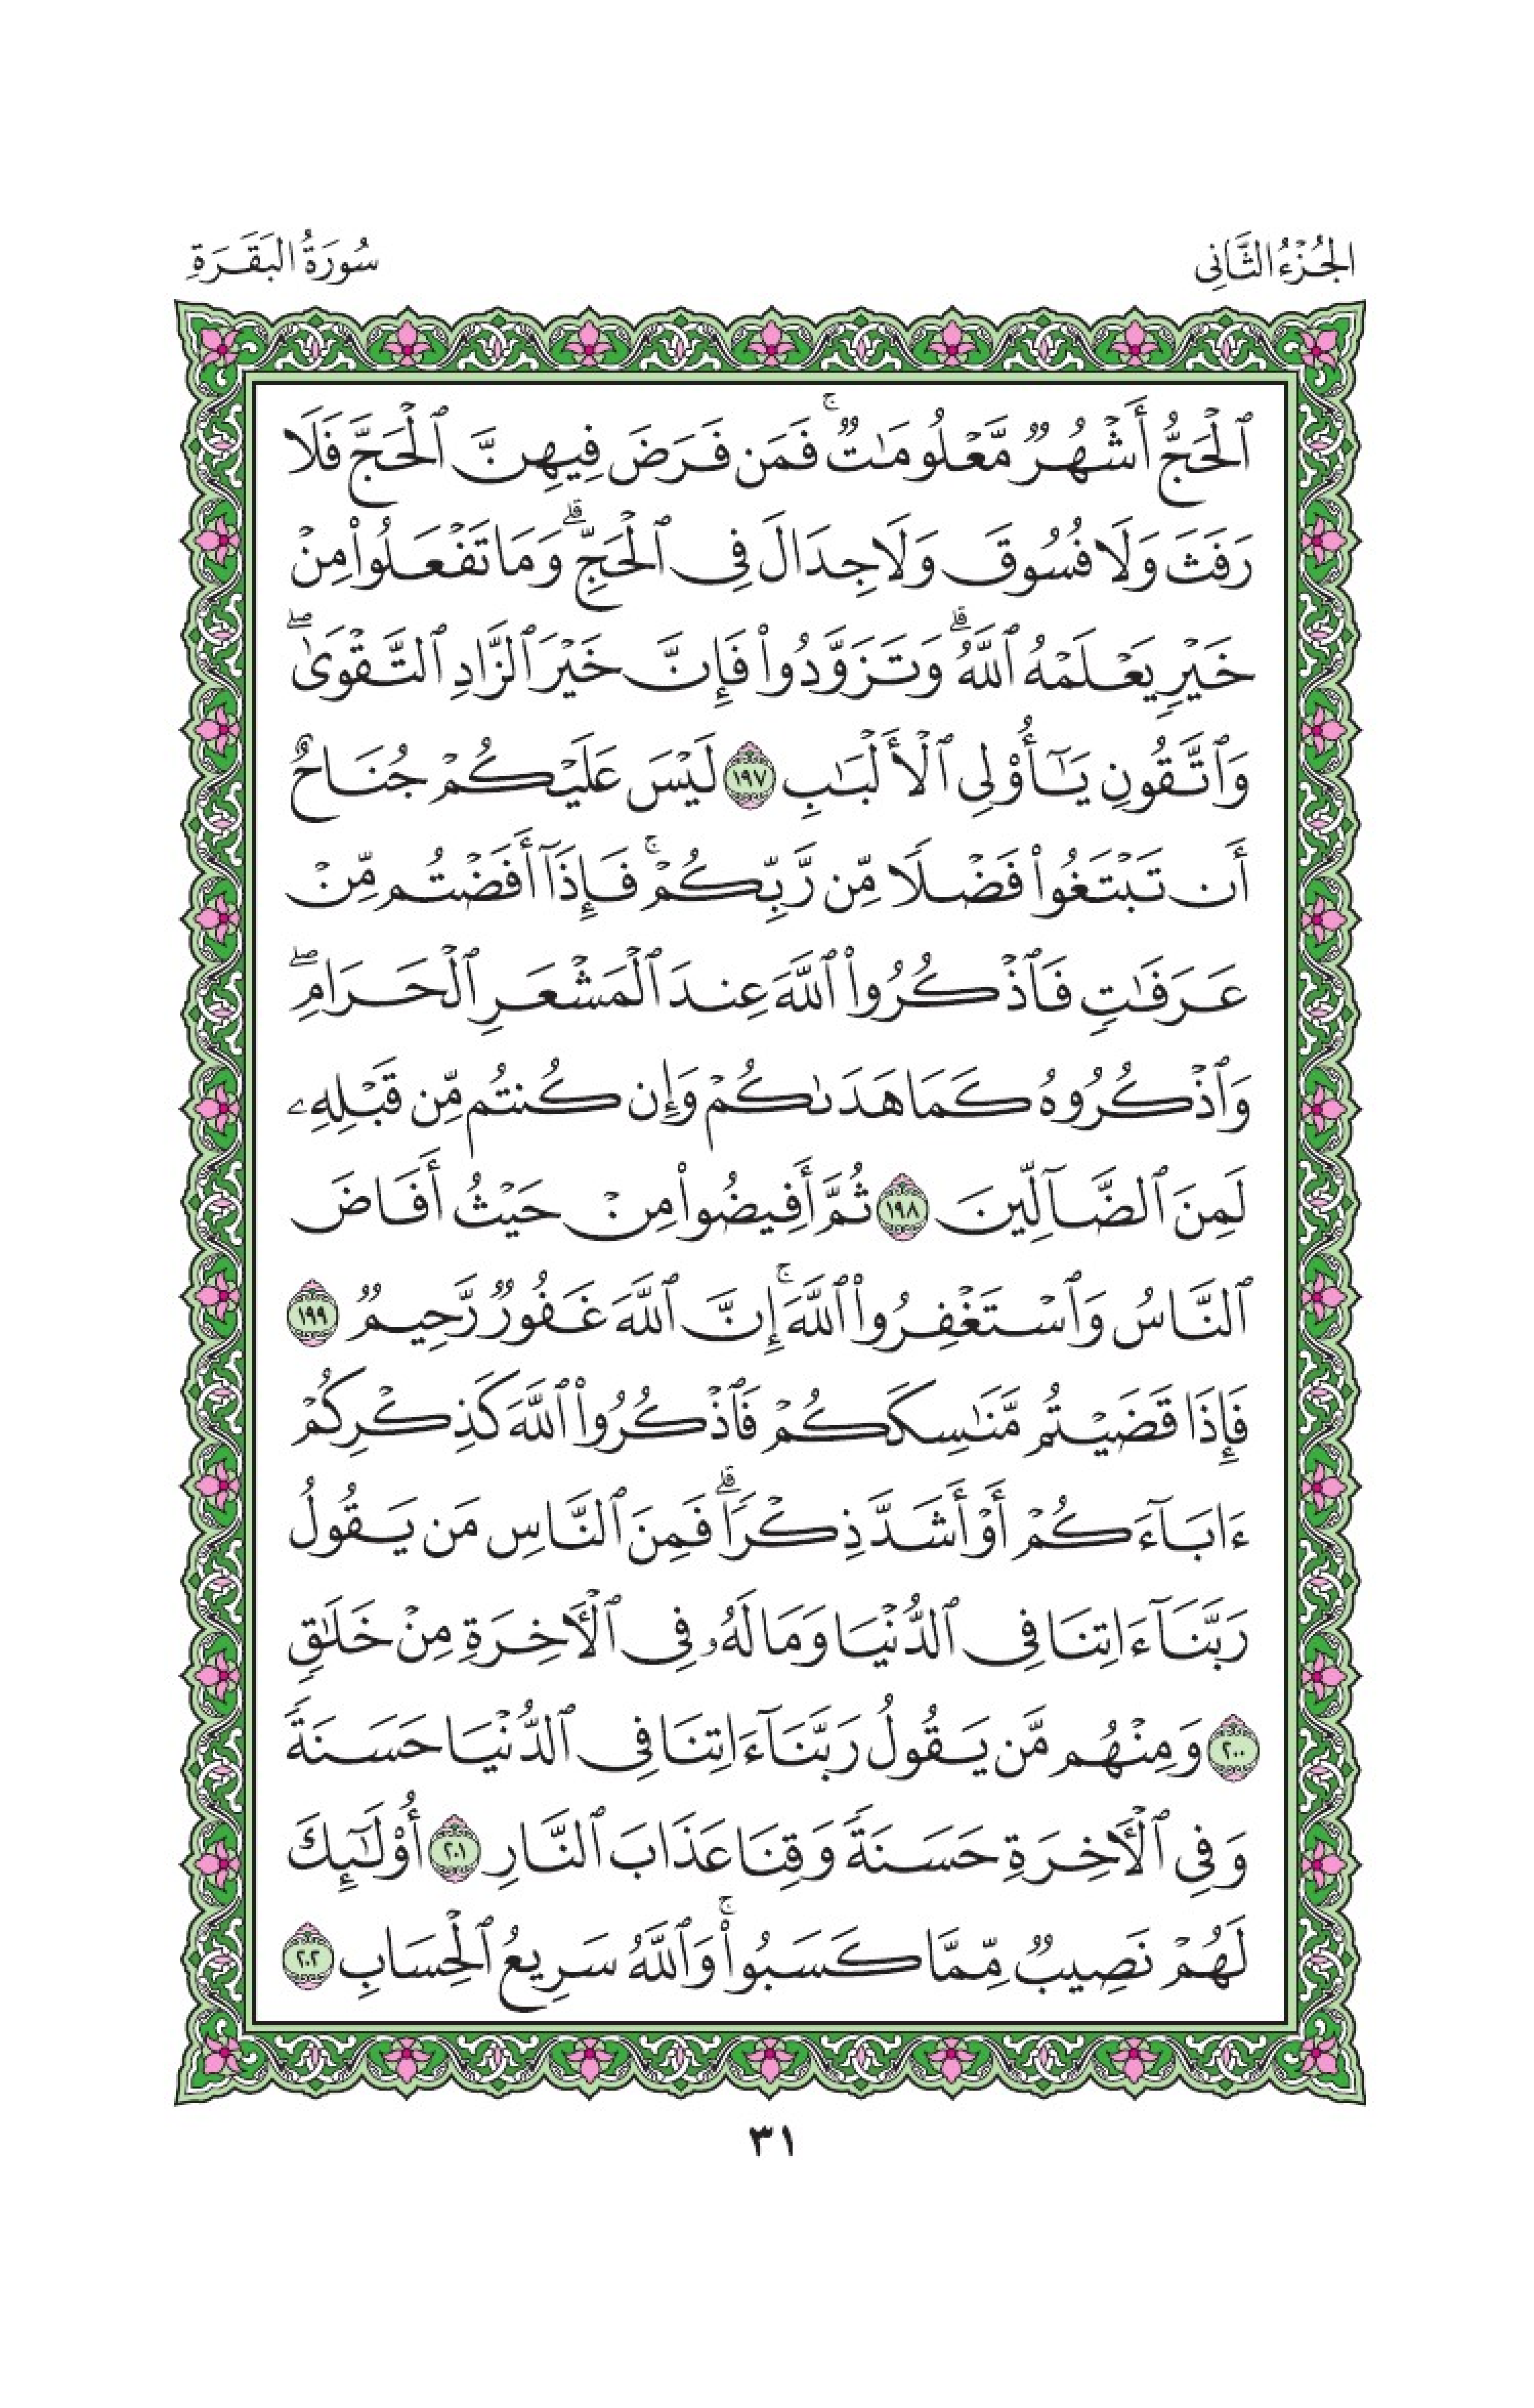 الجُزْءُ الثَّانِي
سُورَةُ البَقَرَةِ
ٱلْحَجُّ أَشْهُرٌ مَّعْلُومَـٰتٌ ۚ فَمَن فَرَضَ فِيهِنَّ ٱلْحَجَّ فَلَا
رَفَثَ وَلَا فُسُوقَ وَلَا جِدَالَ فِى ٱلْحَجِّ ۗ وَمَا تَفْعَلُوا۟ مِنْ
خَيْرٍ يَعْلَمْهُ ٱللَّهُ ۗ وَتَزَوَّدُوا۟ فَإِنَّ خَيْرَ ٱلزَّادِ ٱلتَّقْوَىٰ ۖ
وَٱتَّقُونِ يَـٰٓأُو۟لِى ٱلْأَلْبَـٰبِ ١٩٧ لَيْسَ عَلَيْكُمْ جُنَاحٌ
أَن تَبْتَغُوا۟ فَضْلًا مِّن رَّبِّكُمْ ۚ فَإِذَآ أَفَضْتُم مِّنْ
عَرَفَـٰتٍ فَٱذْكُرُوا۟ ٱللَّهَ عِندَ ٱلْمَشْعَرِ ٱلْحَرَامِ ۖ
وَٱذْكُرُوهُ كَمَا هَدَىٰكُمْ وَإِن كُنتُم مِّن قَبْلِهِۦ
لَمِنَ ٱلضَّآلِّينَ ١٩٨ ثُمَّ أَفِيضُوا۟ مِنْ حَيْثُ أَفَاضَ
ٱلنَّاسُ وَٱسْتَغْفِرُوا۟ ٱللَّهَ ۚ إِنَّ ٱللَّهَ غَفُورٌ رَّحِيمٌ ١٩٩
فَإِذَا قَضَيْتُم مَّنَـٰسِكَكُمْ فَٱذْكُرُوا۟ ٱللَّهَ كَذِكْرِكُمْ
ءَابَآءَكُمْ أَوْ أَشَدَّ ذِكْرًا ۗ فَمِنَ ٱلنَّاسِ مَن يَقُولُ
رَبَّنَآ ءَاتِنَا فِى ٱلدُّنْيَا وَمَا لَهُۥ فِى ٱلْـَٔاخِرَةِ مِنْ خَلَـٰقٍ
٢٠٠ وَمِنْهُم مَّن يَقُولُ رَبَّنَآ ءَاتِنَا فِى ٱلدُّنْيَا حَسَنَةً
وَفِى ٱلْـَٔاخِرَةِ حَسَنَةً وَقِنَا عَذَابَ ٱلنَّارِ ٢٠١ أُو۟لَـٰٓئِكَ
لَهُمْ نَصِيبٌ مِّمَّا كَسَبُوا۟ ۚ وَٱللَّهُ سَرِيعُ ٱلْحِسَابِ ٢٠٢
٣١